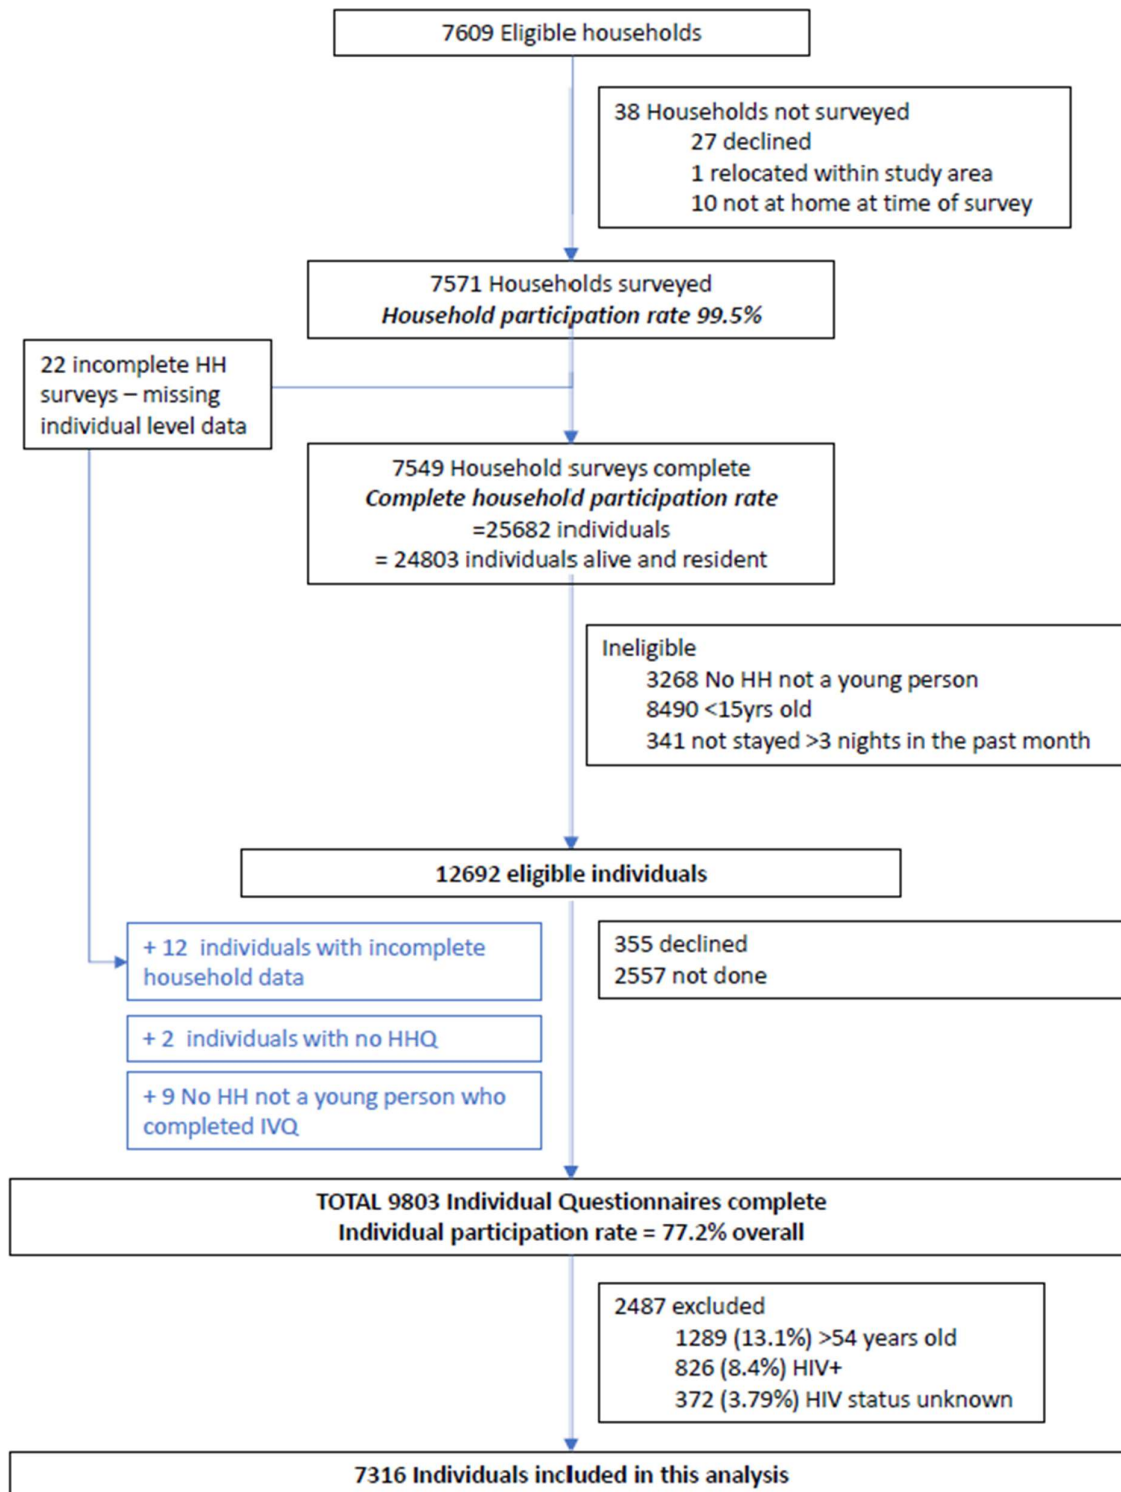 7609 Eligible households
38 Households not surveyed
27 declined
1 relocated within study area
10 not at home at time of survey
7571 Households surveyed
Household participation rate 99.5%
22 incomplete HH
surveys – missing
individual level data
7549 Household surveys complete
Complete household participation rate
=25682 individuals
= 24803 individuals alive and resident
Ineligible
3268 No HH not a young person
8490 <15yrs old
341 not stayed >3 nights in the past month
12692 eligible individuals
+ 12 individuals with incomplete
household data
355 declined
2557 not done
+ 2 individuals with no HHQ
+ 9 No HH not a young person who
completed IVQ
TOTAL 9803 Individual Questionnaires complete
Individual participation rate = 77.2% overall
2487 excluded
1289 (13.1%) >54 years old
826 (8.4%) HIV+
372 (3.79%) HIV status unknown
7316 Individuals included in this analysis